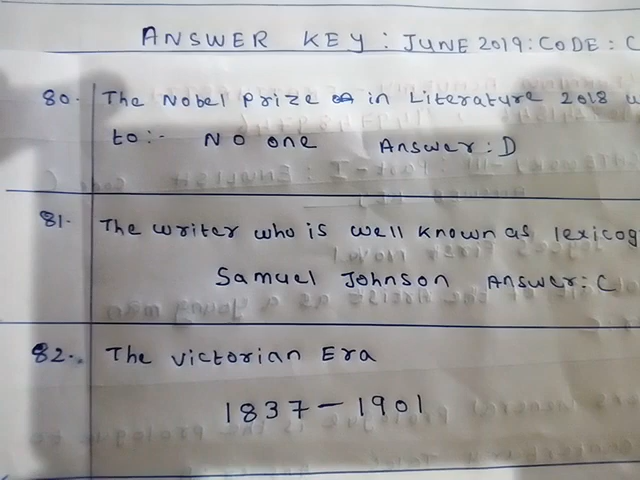 ANSWER KEY : JUNE 2019 : CODE : C
80. The Nobel Prize in Literature 2018 w
to:- No one Answer : D
81. The writer who is well known as lexicog
Samuel Johnson Answer : C
82. The Victorian Era
1837 – 1901